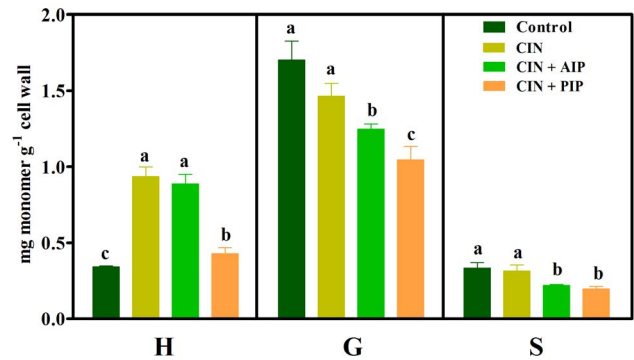 mg monomer g-1 cell wall
2.0
1.5
1.0
0.5
0.0
c
a
a
b
a
a
b
c
a
a
b
b
Control
CIN
CIN + AIP
CIN + PIP
H
G
S